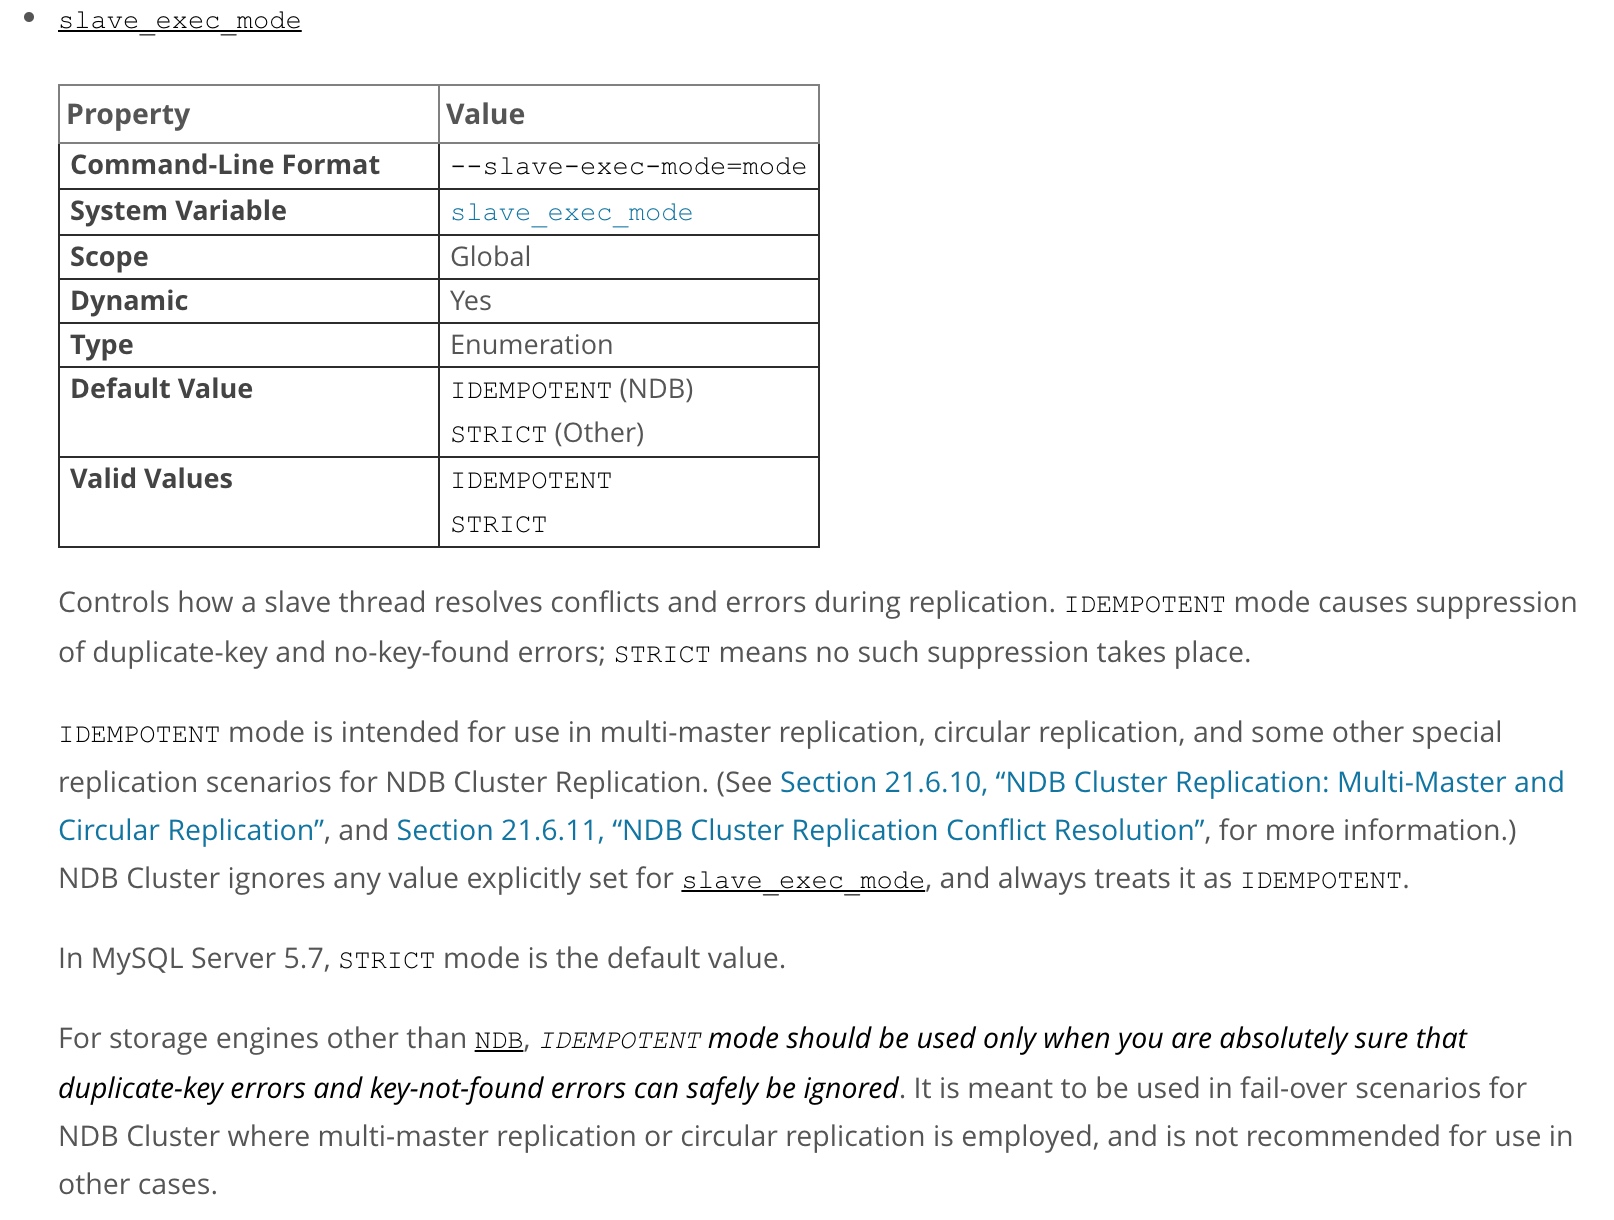 slave_exec_mode
Property Value
Command-Line Format --slave-exec-mode=mode
System Variable slave_exec_mode
Scope Global
Dynamic Yes
Type Enumeration
Default Value IDEMPOTENT (NDB)
STRICT (Other)
Valid Values IDEMPOTENT
STRICT
Controls how a slave thread resolves conflicts and errors during replication. IDEMPOTENT mode causes suppression
of duplicate-key and no-key-found errors; STRICT means no such suppression takes place.
IDEMPOTENT mode is intended for use in multi-master replication, circular replication, and some other special
replication scenarios for NDB Cluster Replication. (See Section 21.6.10, “NDB Cluster Replication: Multi-Master and
Circular Replication”, and Section 21.6.11, “NDB Cluster Replication Conflict Resolution”, for more information.)
NDB Cluster ignores any value explicitly set for slave_exec_mode, and always treats it as IDEMPOTENT.
In MySQL Server 5.7, STRICT mode is the default value.
For storage engines other than NDB, IDEMPOTENT mode should be used only when you are absolutely sure that
duplicate-key errors and key-not-found errors can safely be ignored. It is meant to be used in fail-over scenarios for
NDB Cluster where multi-master replication or circular replication is employed, and is not recommended for use in
other cases.